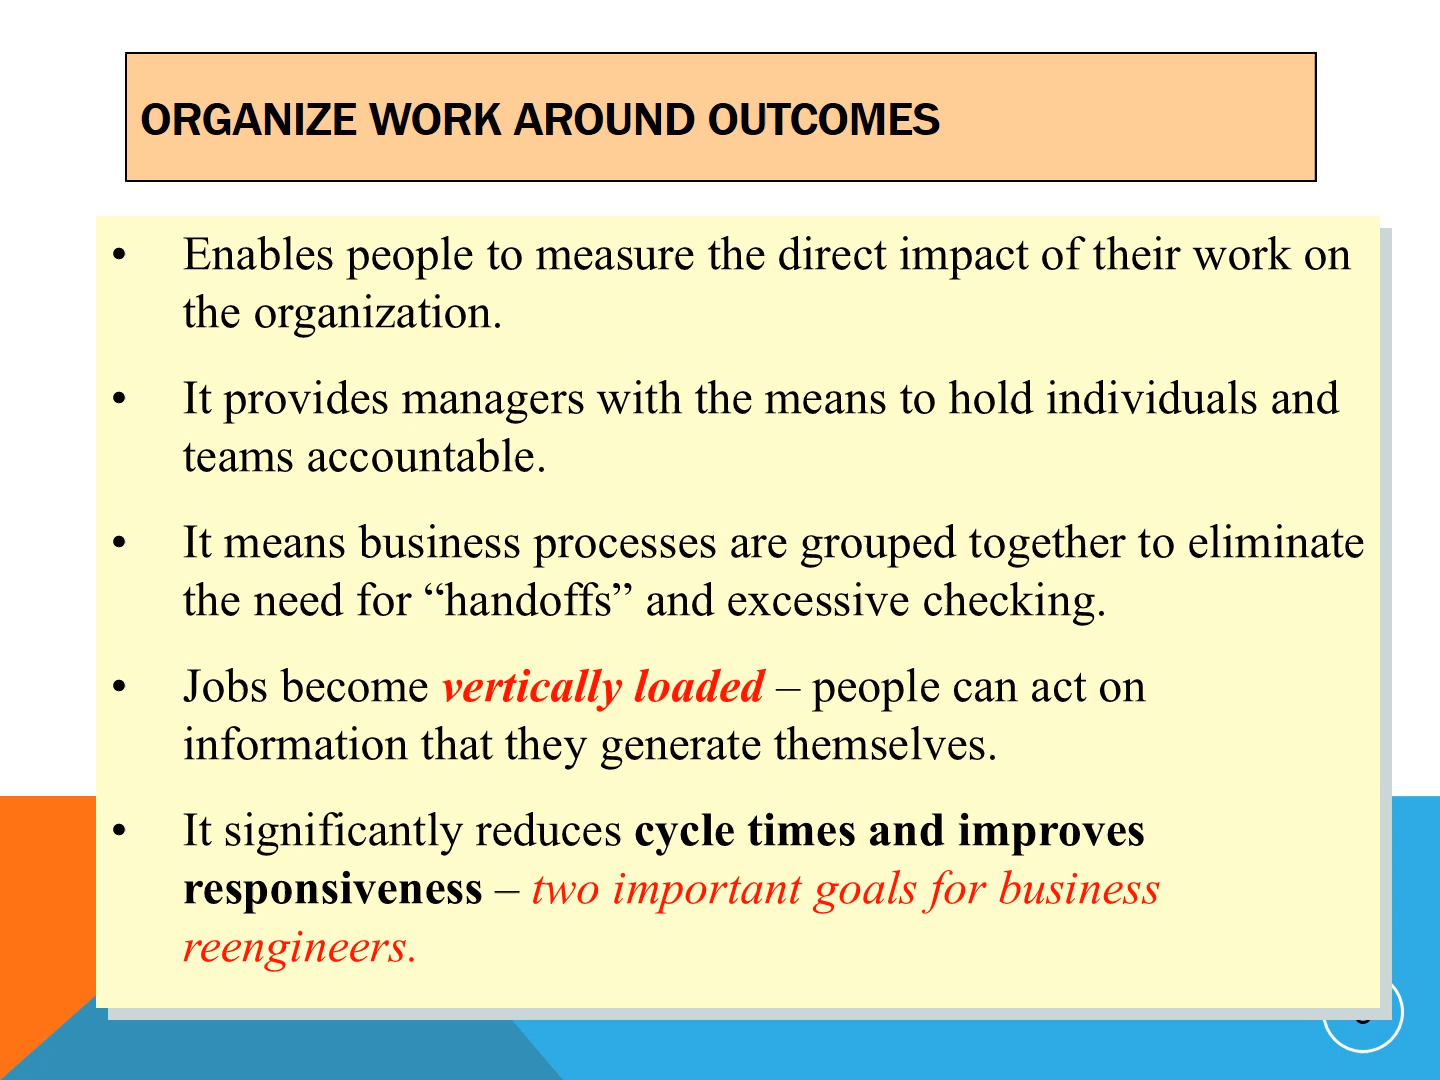 ORGANIZE WORK AROUND OUTCOMES
• Enables people to measure the direct impact of their work on
the organization.
• It provides managers with the means to hold individuals and
teams accountable.
• It means business processes are grouped together to eliminate
the need for “handoffs” and excessive checking.
• Jobs become vertically loaded – people can act on
information that they generate themselves.
• It significantly reduces cycle times and improves
responsiveness – two important goals for business
reengineers.